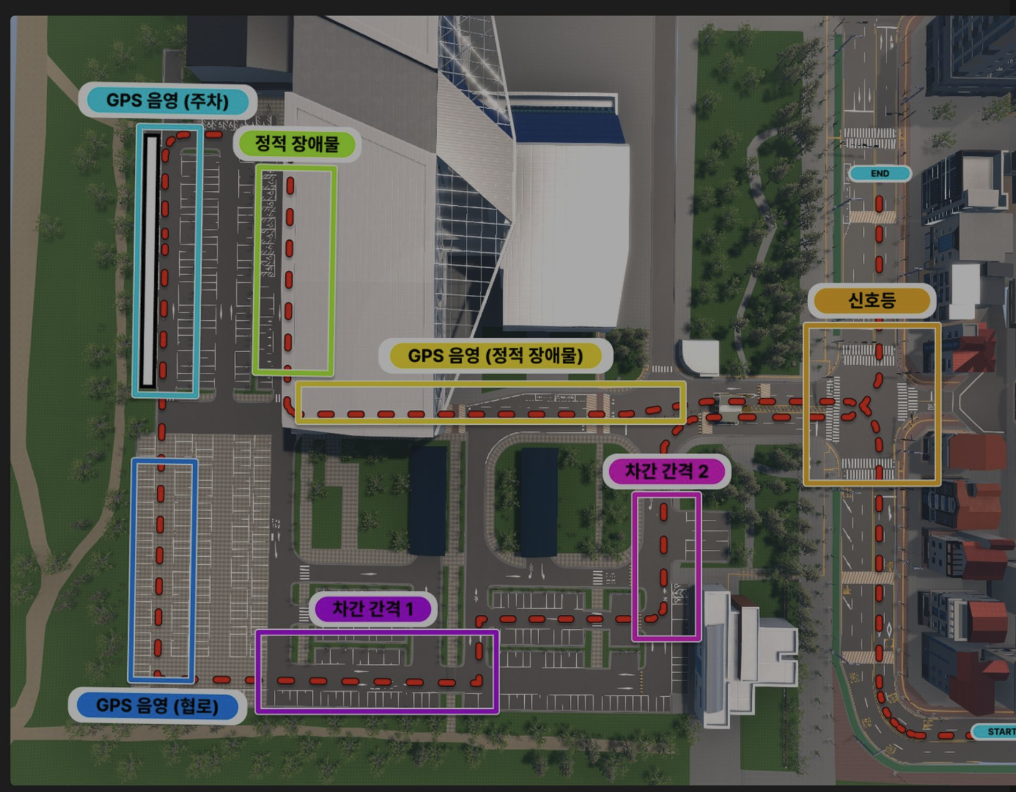 GPS 음영 (주차)
정적 장애물
END
신호등
GPS 음영 (정적 장애물)
차간 간격 2
차간 간격 1
GPS 음영 (협로)
START